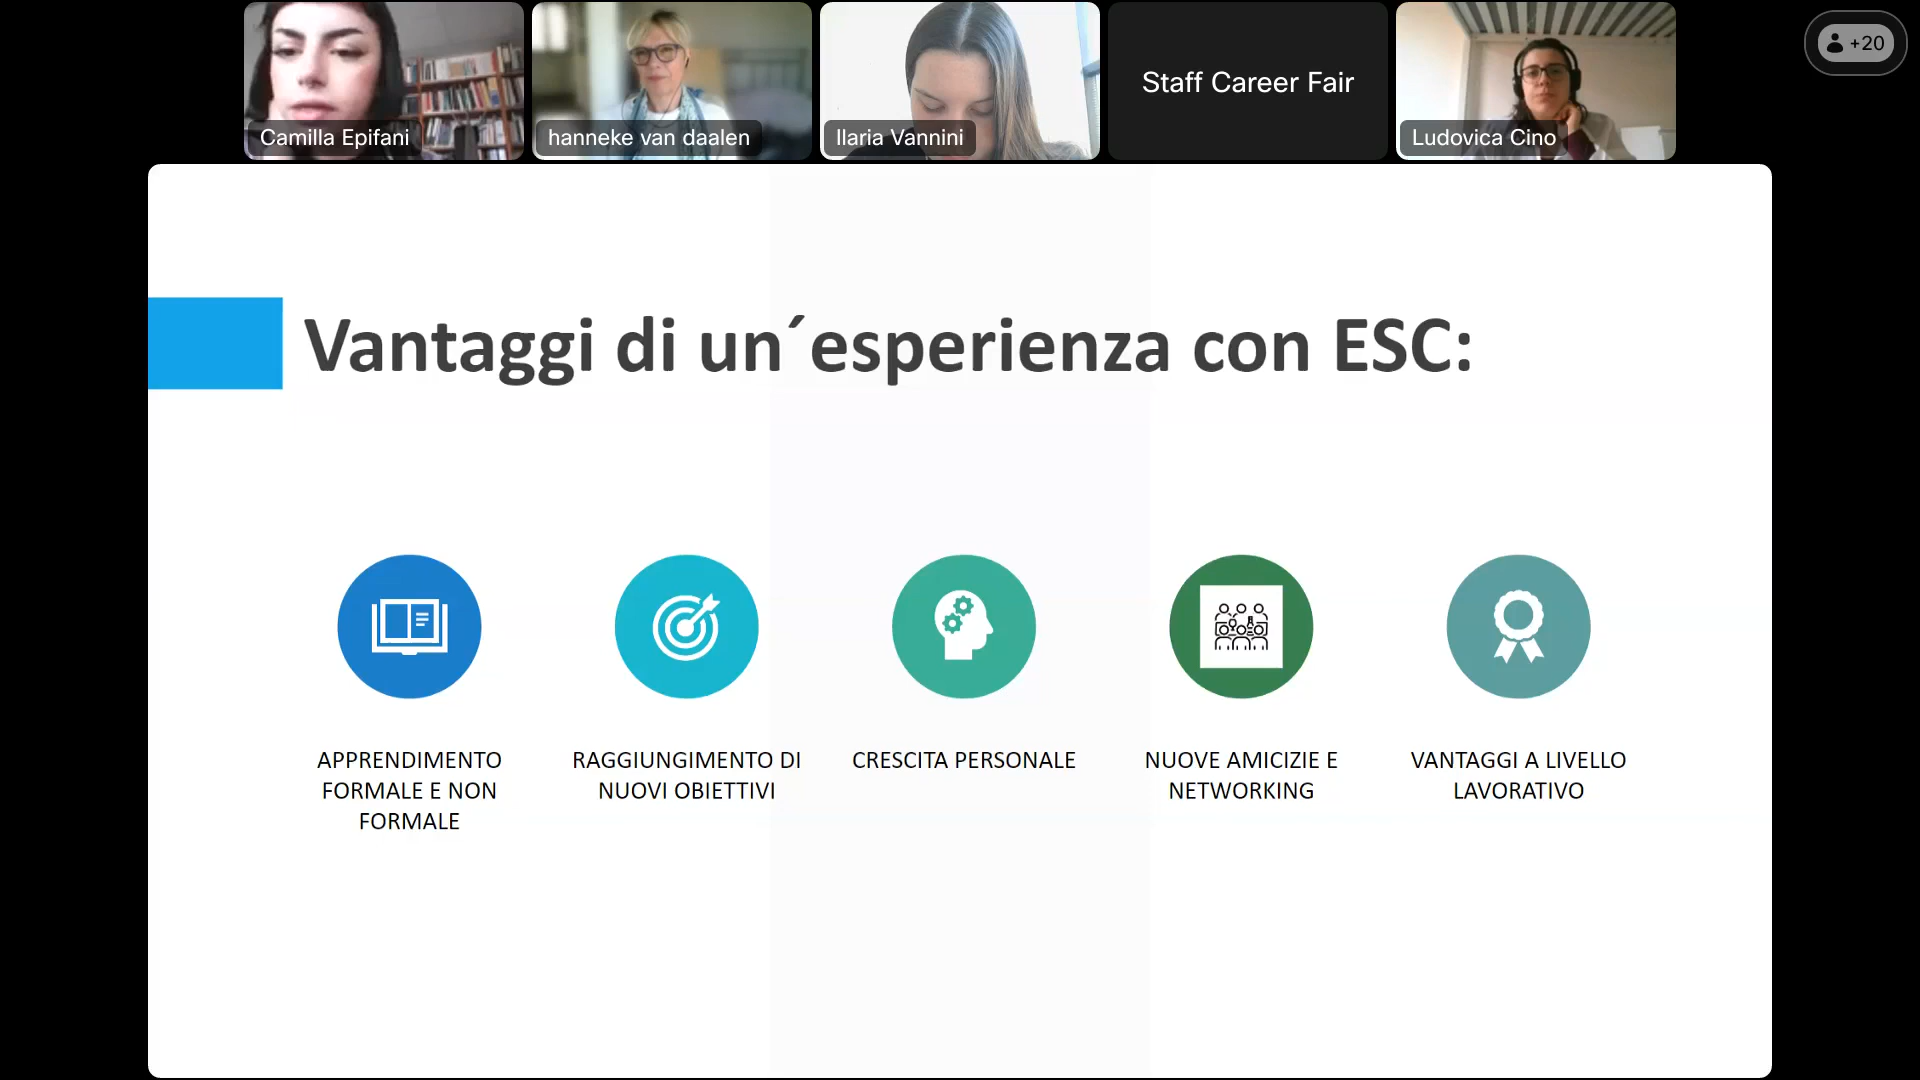 Camilla Epifani
hanneke van daalen
Ilaria Vannini
Staff Career Fair
Ludovica Cino
+20
Vantaggi di un´esperienza con ESC:
APPRENDIMENTO
FORMALE E NON
FORMALE
RAGGIUNGIMENTO DI
NUOVI OBIETTIVI
CRESCITA PERSONALE
NUOVE AMICIZIE E
NETWORKING
VANTAGGI A LIVELLO
LAVORATIVO